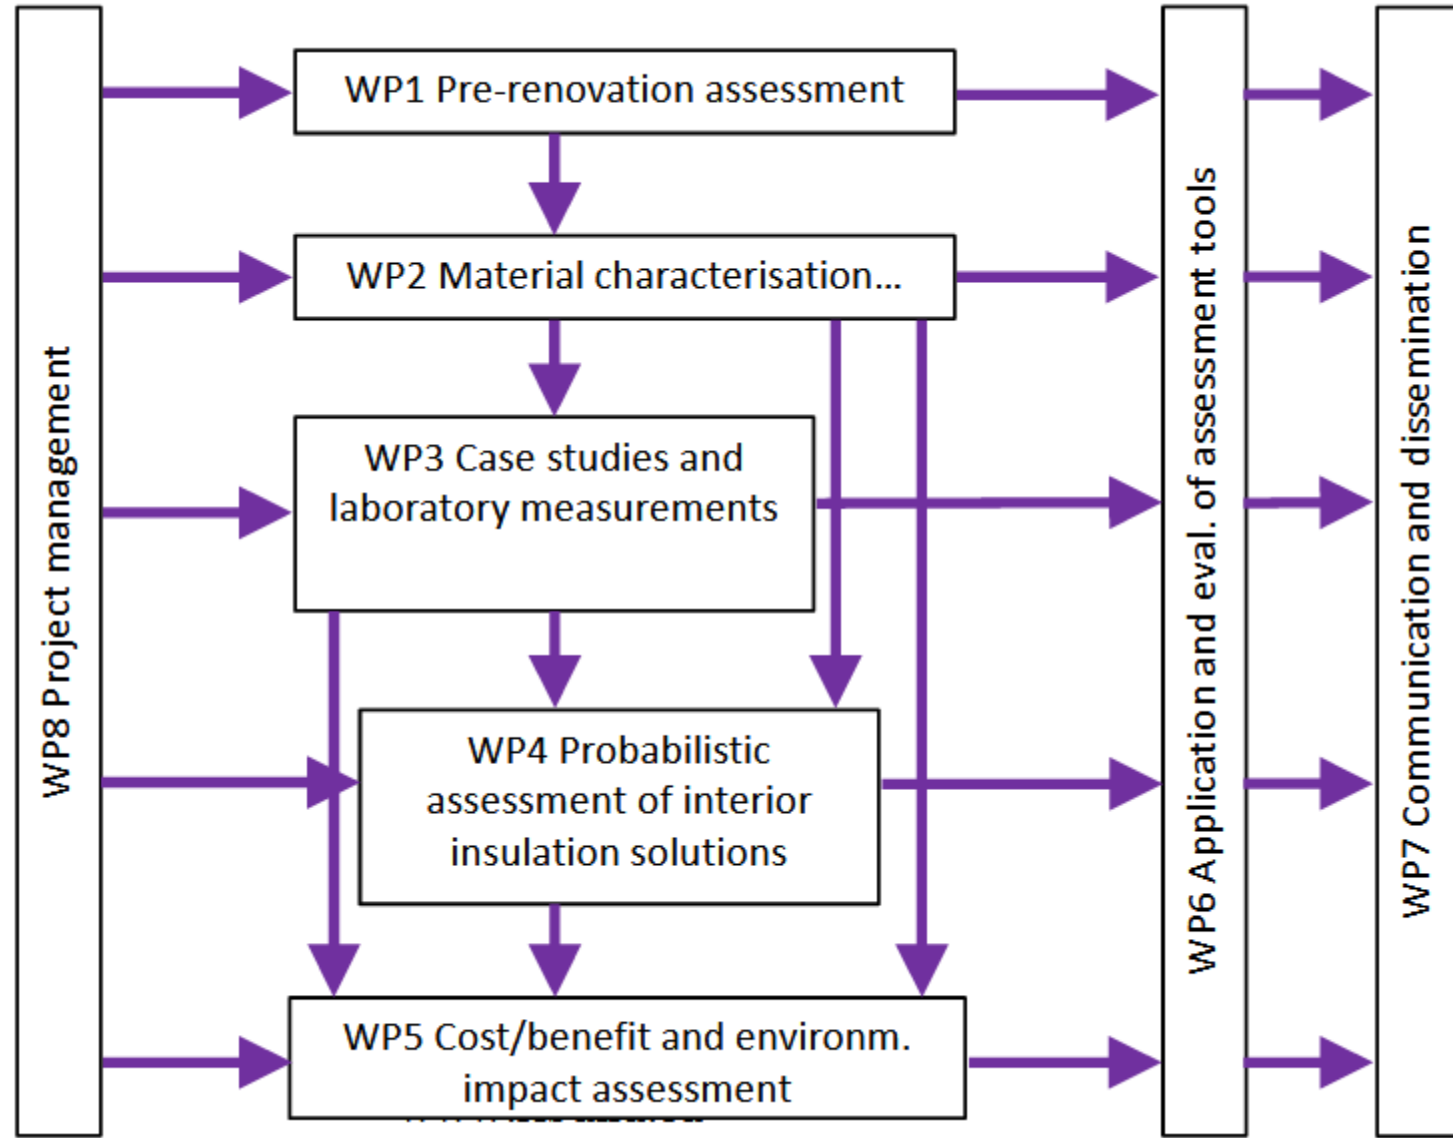 WP8 Project management
WP1 Pre-renovation assessment
WP2 Material characterisation...
WP3 Case studies and
laboratory measurements
WP4 Probabilistic
assessment of interior
insulation solutions
WP5 Cost/benefit and environm.
impact assessment
WP6 Application and eval. of assessment tools
WP7 Communication and dissemination